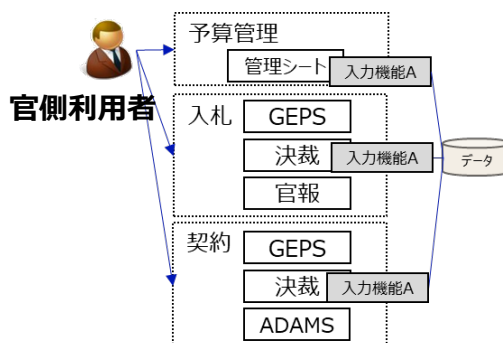 予算管理
管理シート
入力機能A
官側利用者
入札
GEPS
決裁
入力機能A
官報
データ
契約
GEPS
決裁
入力機能A
ADAMS